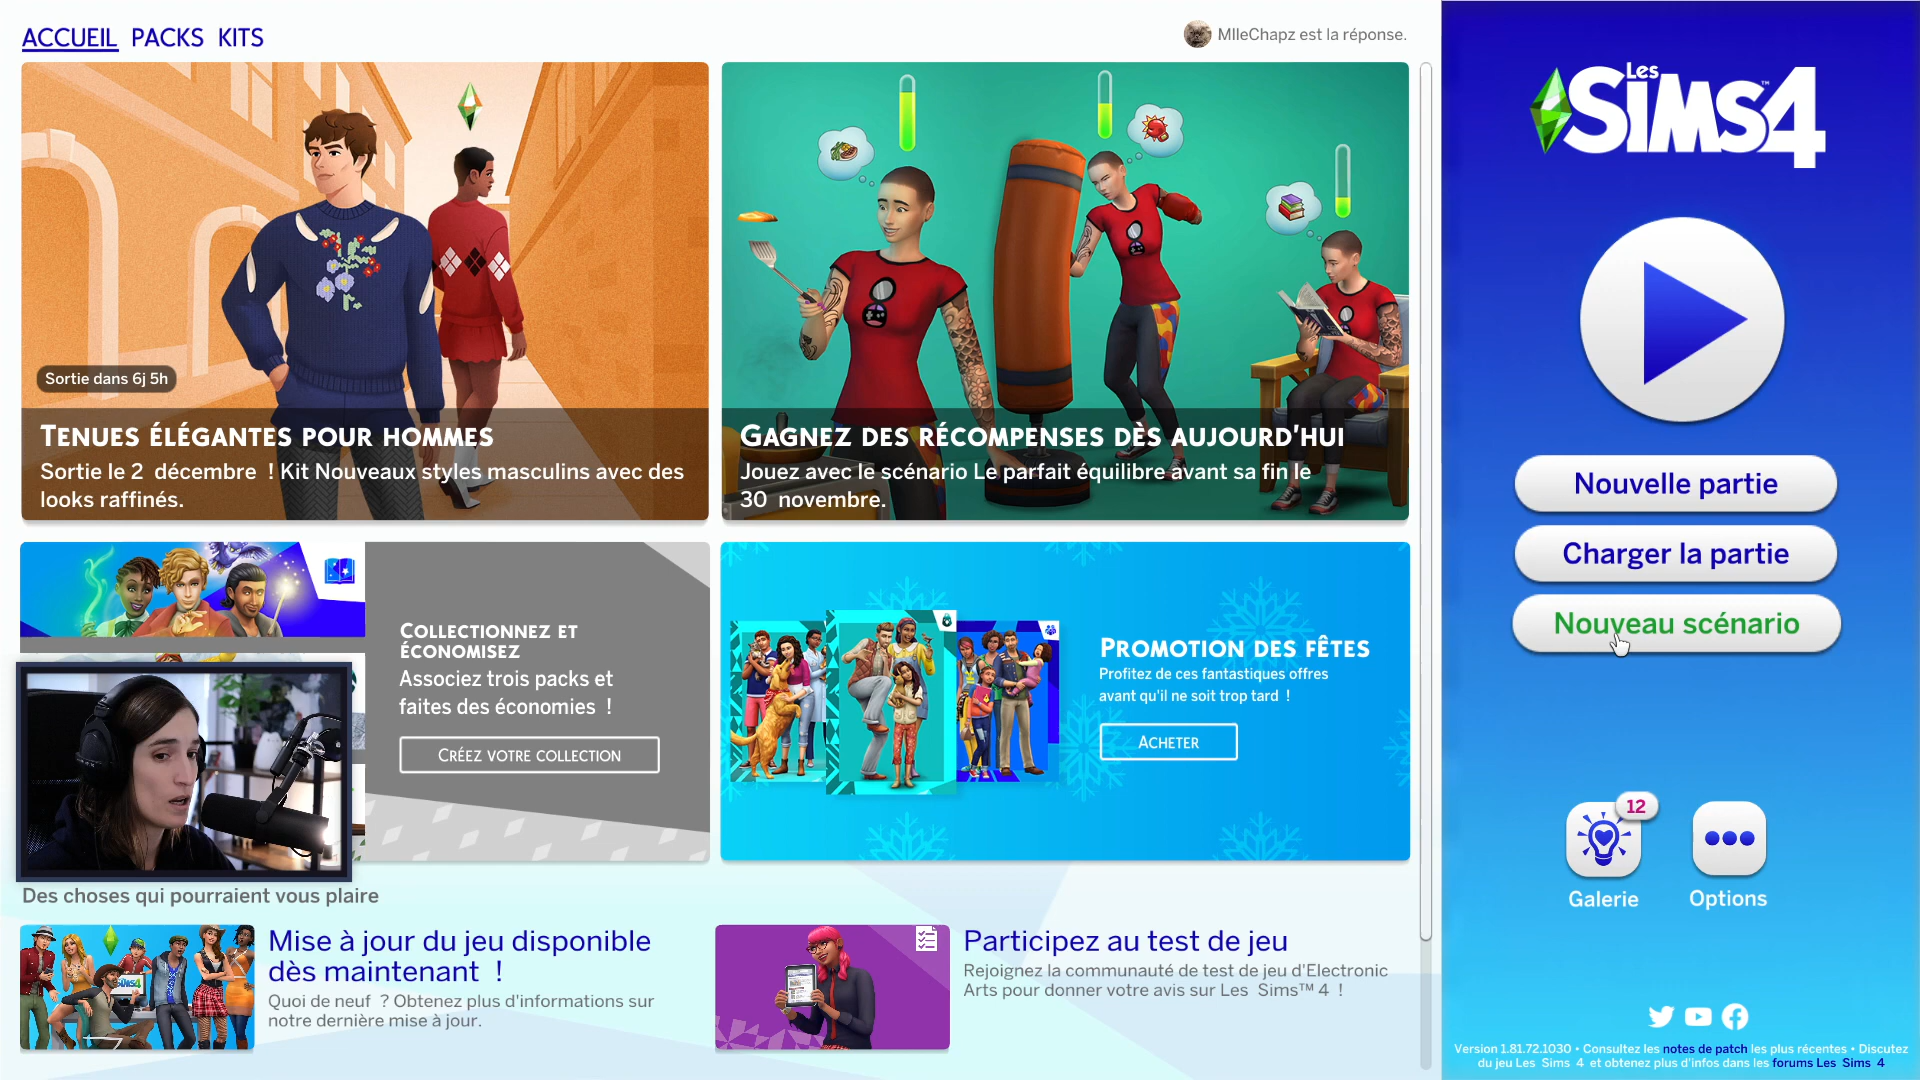 ACCUEIL PACKS KITS
MlleChapz est la réponse.
Sortie dans 6j 5h
TENUES ÉLÉGANTES POUR HOMMES
Sortie le 2 décembre ! Kit Nouveaux styles masculins avec des
looks raffinés.
GAGNEZ DES RÉCOMPENSES DÈS AUJOURD'HUI
Jouez avec le scénario Le parfait équilibre avant sa fin le
30 novembre.
COLLECTIONNEZ ET
ÉCONOMISEZ
Associez trois packs et
faites des économies !
CRÉEZ VOTRE COLLECTION
PROMOTION DES FÊTES
Profitez de ces fantastiques offres
avant qu'il ne soit trop tard !
ACHETER
Des choses qui pourraient vous plaire
Mise à jour du jeu disponible
dès maintenant !
Quoi de neuf ? Obtenez plus d'informations sur
notre dernière mise à jour.
Participez au test de jeu
Rejoignez la communauté de test de jeu d'Electronic
Arts pour donner votre avis sur Les Sims™ 4 !
Les
SiMS4™
Nouvelle partie
Charger la partie
Nouveau scénario
12
Galerie
Options
Version 1.81.72.1030 • Consultez les notes de patch les plus récentes • Discutez
du jeu Les Sims 4 et obtenez plus d'infos dans les forums Les Sims 4